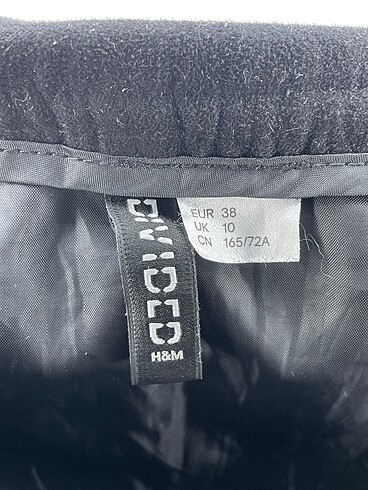 DIVIDED
H&M
EUR 38
UK 10
CN 165/72A